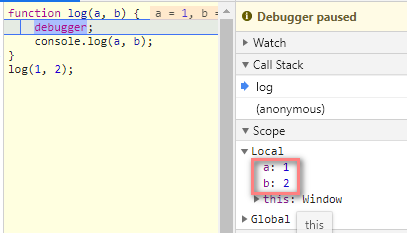 function log(a, b) { a = 1, b =
debugger;
console.log(a, b);
}
log(1, 2);
Debugger paused
Watch
Call Stack
log
(anonymous)
Scope
Local
a: 1
b: 2
this: Window
Global
this